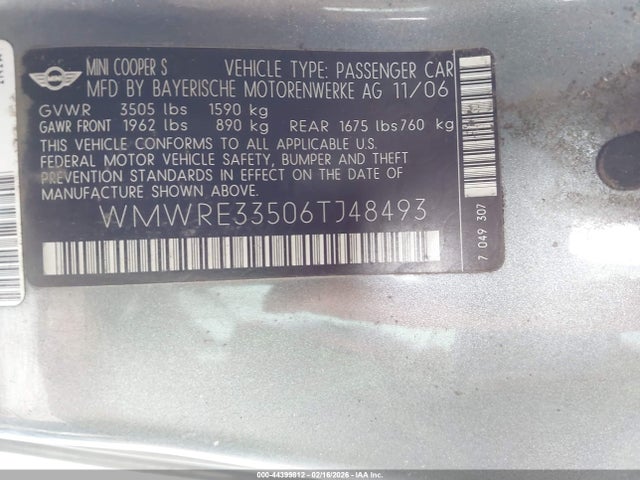 MINI COOPER S VEHICLE TYPE: PASSENGER CAR
MFD BY BAYERISCHE MOTORENWERKE AG 11/06
GVWR 3505 lbs 1590 kg
GAWR FRONT 1962 lbs 890 kg REAR 1675 lbs 760 kg
THIS VEHICLE CONFORMS TO ALL APPLICABLE U.S.
FEDERAL MOTOR VEHICLE SAFETY, BUMPER AND THEFT
PREVENTION STANDARDS IN EFFECT ON THE DATE OF
MANUFACTURE SHOWN ABOVE.
WMWRE33506TJ48493
7 049 307
000-44399812 - 02/16/2026 - IAAI